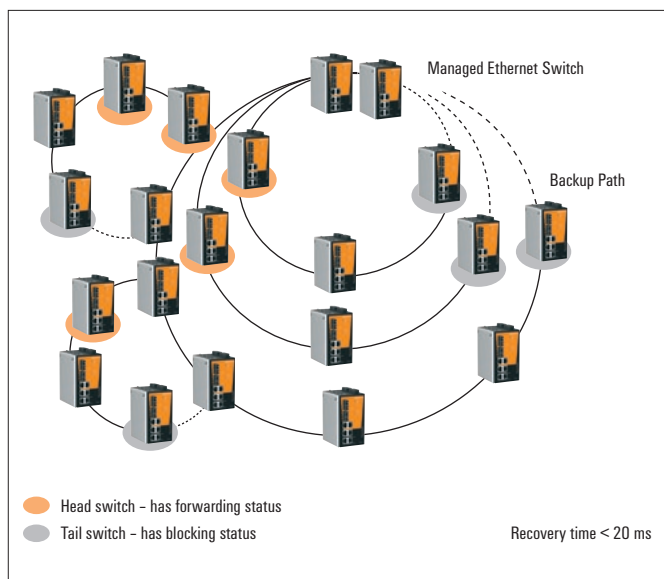 Managed Ethernet Switch
Backup Path
Head switch – has forwarding status
Tail switch – has blocking status
Recovery time < 20 ms